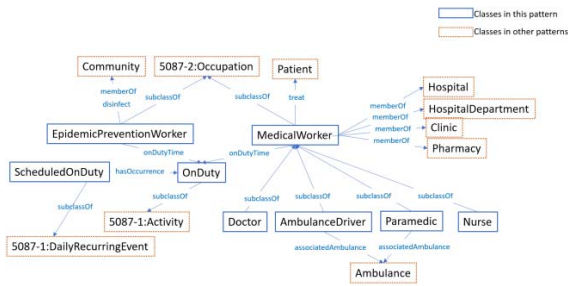 Classes in this pattern
Classes in other patterns
Community
5087-2:Occupation
Patient
memberOf
disinfect
subclassOf
subclassOf
treat
Hospital
memberOf
HospitalDepartment
memberOf
Clinic
memberOf
Pharmacy
memberOf
EpidemicPreventionWorker
MedicalWorker
onDutyTime
onDutyTime
ScheduledOnDuty
hasOccurrence
OnDuty
subclassOf
subclassOf
subclassOf
subclassOf
subclassOf
subclassOf
5087-1:Activity
Doctor
AmbulanceDriver
Paramedic
Nurse
5087-1:DailyRecurringEvent
associatedAmbulance
associatedAmbulance
Ambulance